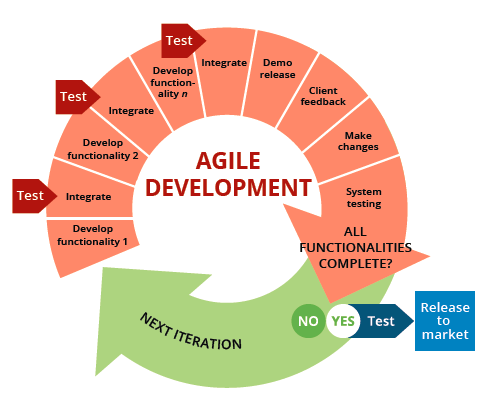 AGILE
DEVELOPMENT
Develop
functionality 1
Test
Integrate
Develop
functionality 2
Test
Integrate
Develop
function-
ality n
Test
Integrate
Demo
release
Client
feedback
Make
changes
System
testing
ALL
FUNCTIONALITIES
COMPLETE?
NO
YES
Test
Release
to
market
NEXT ITERATION